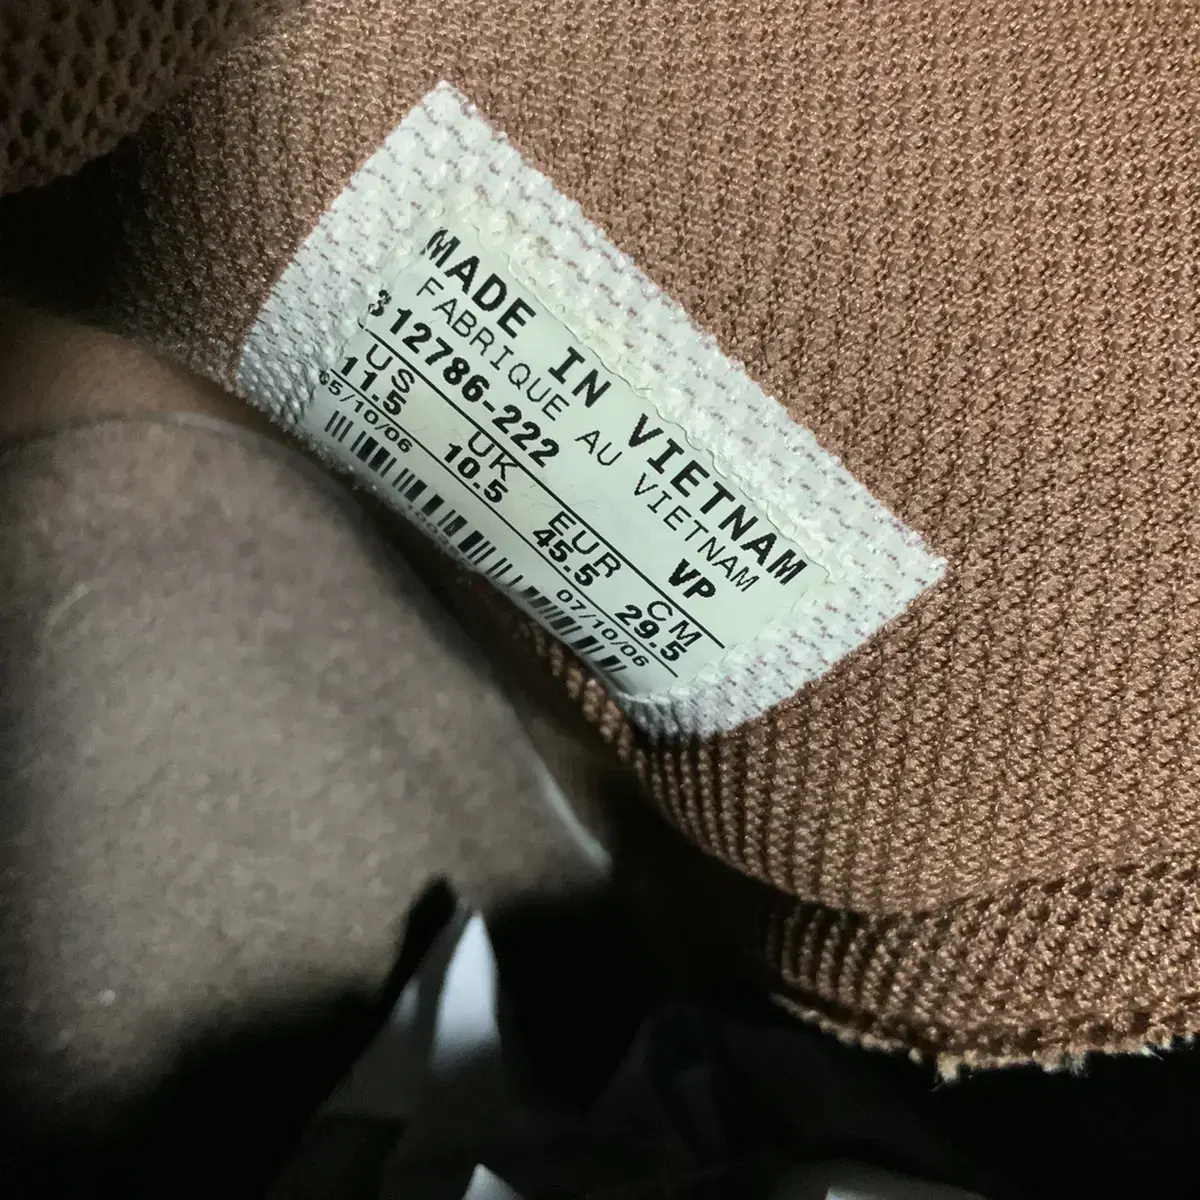 MADE IN VIETNAM
FABRIQUE AU VIETNAM
312786-222 VP
US UK EUR CM
11.5 10.5 45.5 29.5
05/10/06 07/10/06